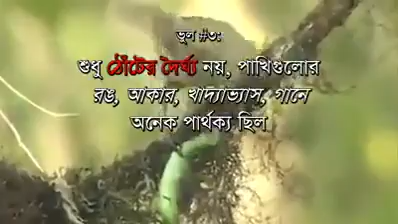 ভুল #৩:
শুধু ঠোঁটের দৈর্ঘ্য নয়, পাখিগুলোর
রঙ, আকার, খাদ্যাভ্যাস, গানে
অনেক পার্থক্য ছিল